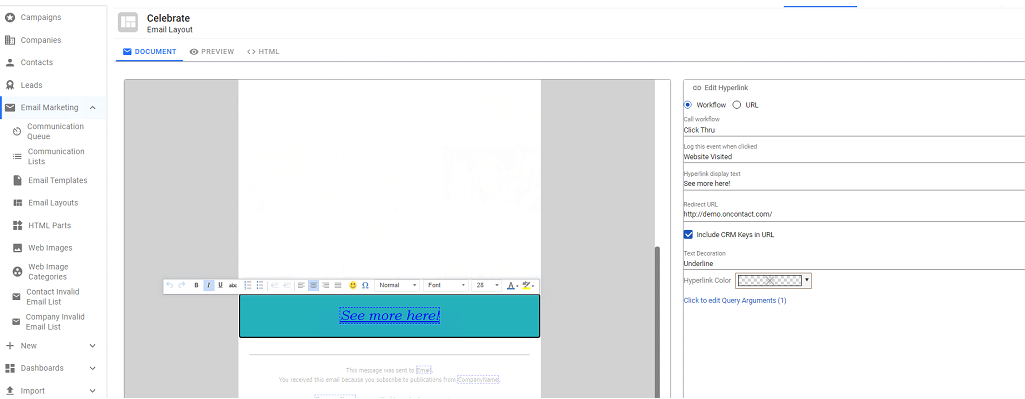 Campaigns
Companies
Contacts
Leads
Email Marketing
Communication
Queue
Communication
Lists
Email Templates
Email Layouts
HTML Parts
Web Images
Web Image
Categories
Contact Invalid
Email List
Company Invalid
Email List
New
Dashboards
Import
Celebrate
Email Layout
DOCUMENT
PREVIEW
HTML
B I U abc Ω Normal Font 28 A
See more here!
This message was sent to Email.
You received this email because you subscribe to publications from CompanyName.
Edit Hyperlink
Workflow URL
Call workflow
Click Thru
Log this event when clicked
Website Visited
Hyperlink display text
See more here!
Redirect URL
http://demo.oncontact.com/
Include CRM Keys in URL
Text Decoration
Underline
Hyperlink Color
Click to edit Query Arguments (1)